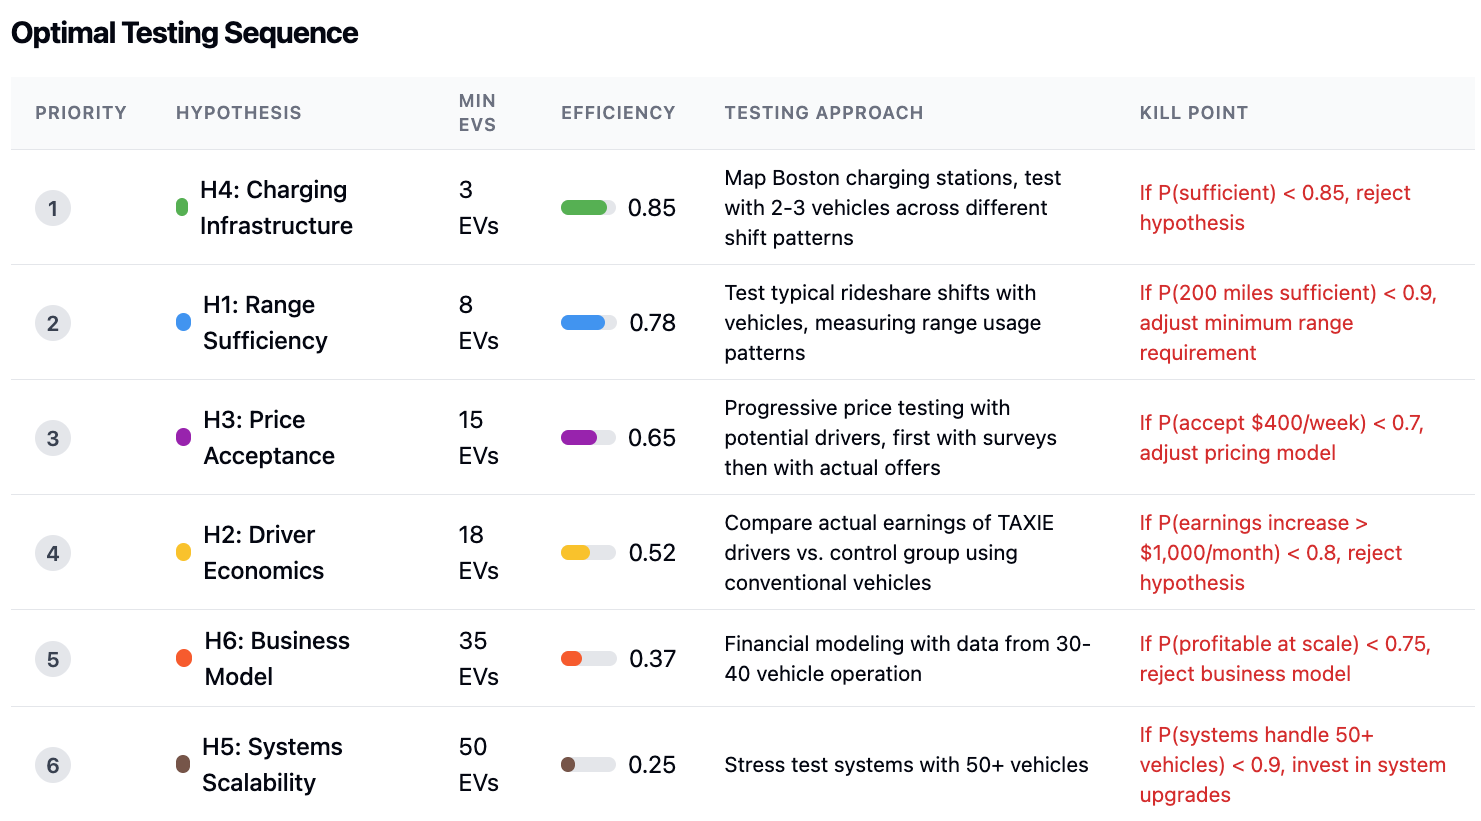 Optimal Testing Sequence
PRIORITY HYPOTHESIS MIN EVS EFFICIENCY TESTING APPROACH KILL POINT
1
H4: Charging
Infrastructure
3
EVs
0.85
Map Boston charging stations, test
with 2-3 vehicles across different
shift patterns
If P(sufficient) < 0.85, reject
hypothesis
2
H1: Range
Sufficiency
8
EVs
0.78
Test typical rideshare shifts with
vehicles, measuring range usage
patterns
If P(200 miles sufficient) < 0.9,
adjust minimum range
requirement
3
H3: Price
Acceptance
15
EVs
0.65
Progressive price testing with
potential drivers, first with surveys
then with actual offers
If P(accept $400/week) < 0.7,
adjust pricing model
4
H2: Driver
Economics
18
EVs
0.52
Compare actual earnings of TAXIE
drivers vs. control group using
conventional vehicles
If P(earnings increase >
$1,000/month) < 0.8, reject
hypothesis
5
H6: Business
Model
35
EVs
0.37
Financial modeling with data from 30-
40 vehicle operation
If P(profitable at scale) < 0.75,
reject business model
6
H5: Systems
Scalability
50
EVs
0.25
Stress test systems with 50+ vehicles
If P(systems handle 50+
vehicles) < 0.9, invest in system
upgrades